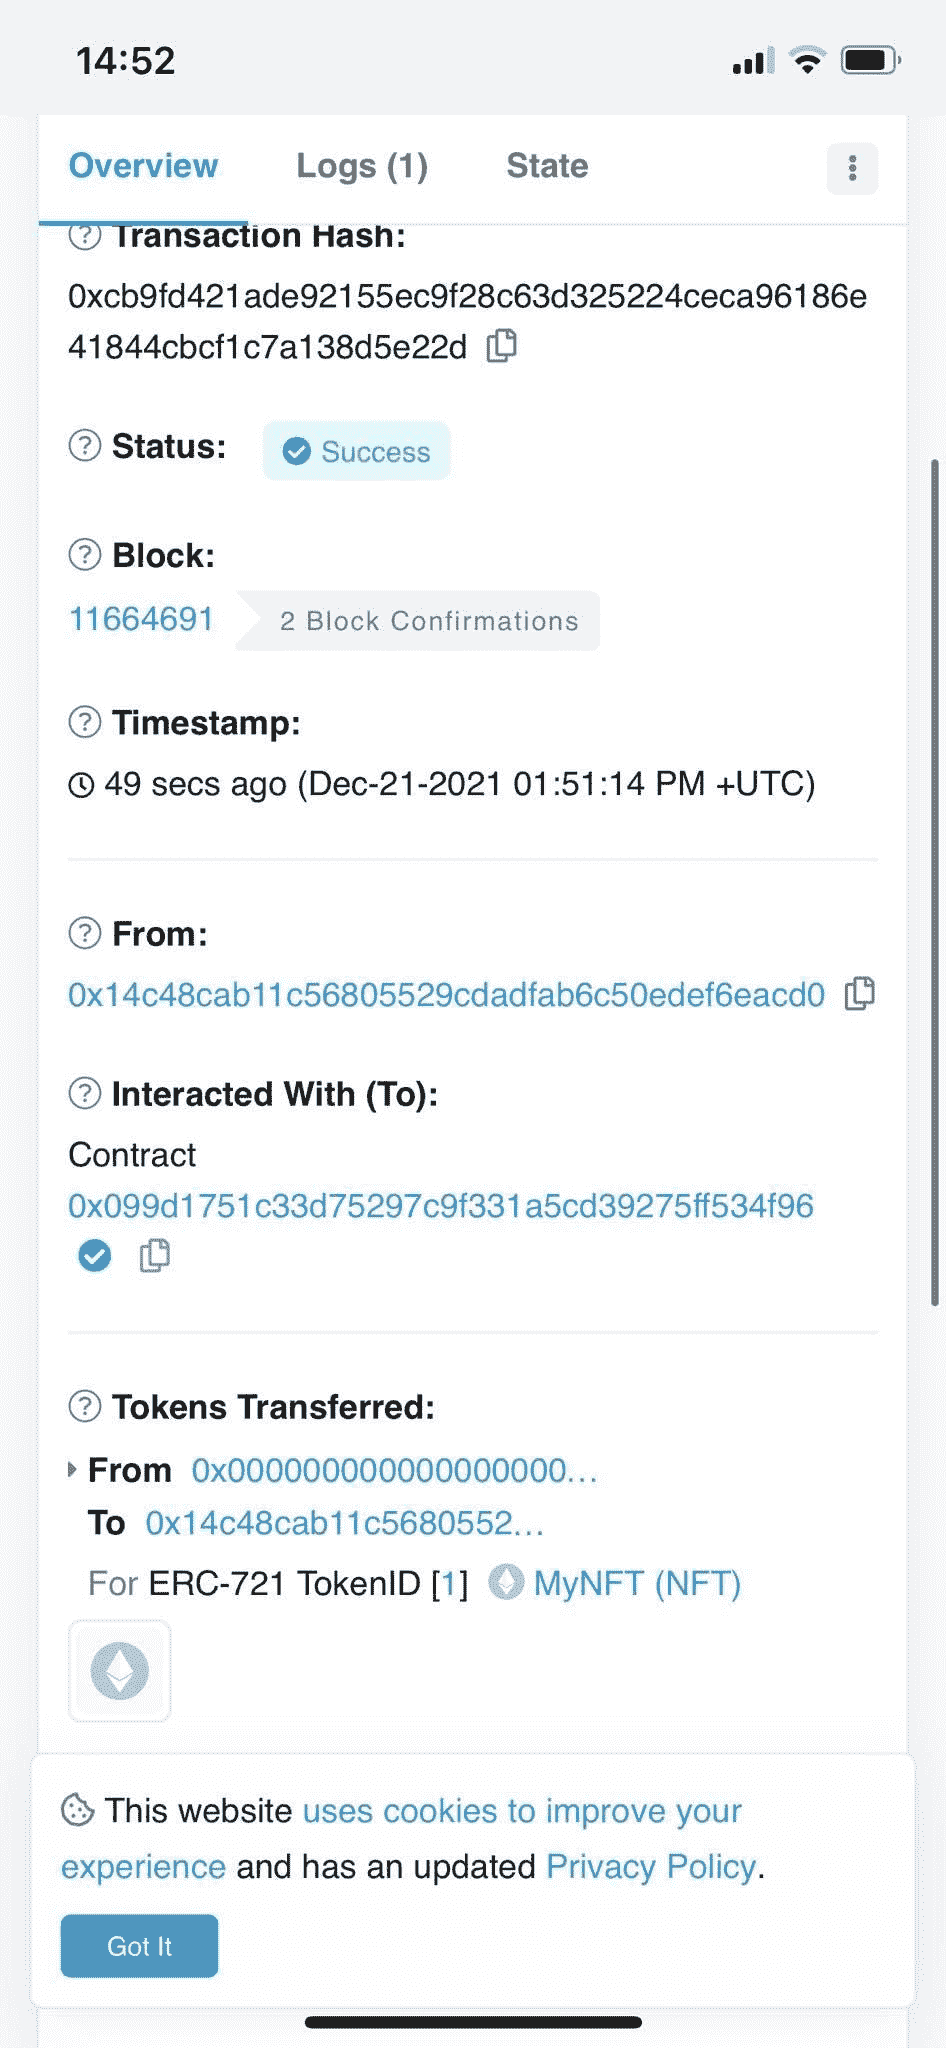 14:52
Overview Logs (1) State
Transaction Hash:
0xcb9fd421ade92155ec9f28c63d325224ceca96186e
41844cbcf1c7a138d5e22d
Status: Success
Block:
11664691 2 Block Confirmations
Timestamp:
49 secs ago (Dec-21-2021 01:51:14 PM +UTC)
From:
0x14c48cab11c56805529cdadfab6c50edef6eacd0
Interacted With (To):
Contract
0x099d1751c33d75297c9f331a5cd39275ff534f96
Tokens Transferred:
From 0x000000000000000000...
To 0x14c48cab11c5680552...
For ERC-721 TokenID [1] MyNFT (NFT)
This website uses cookies to improve your
experience and has an updated Privacy Policy.
Got It